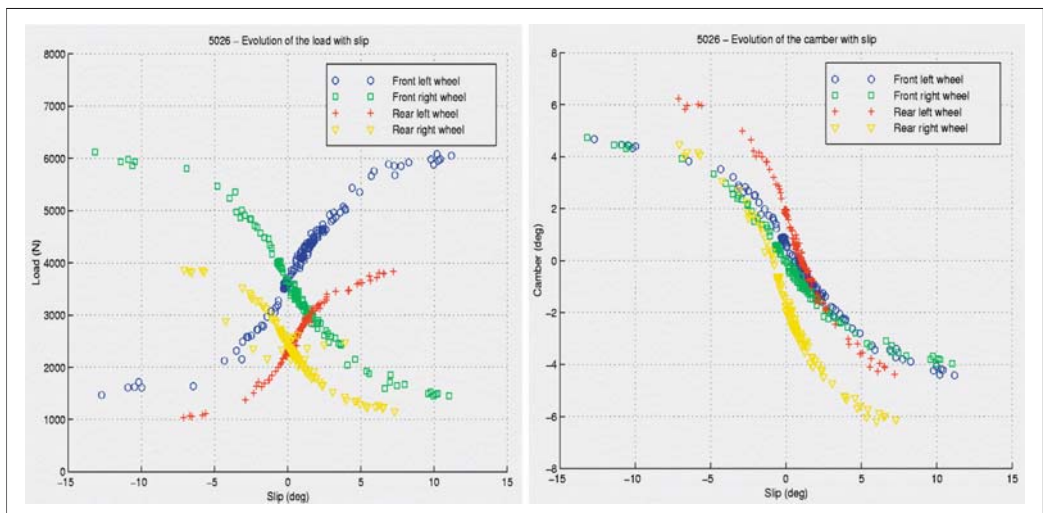 5026 – Evolution of the load with slip
8000
7000
6000
5000
4000
3000
2000
1000
0
Load (N)
Front left wheel
Front right wheel
Rear left wheel
Rear right wheel
−15
−10
−5
0
5
10
15
Slip (deg)
5026 – Evolution of the camber with slip
8
6
4
2
0
−2
−4
−6
−8
Camber (deg)
Front left wheel
Front right wheel
Rear left wheel
Rear right wheel
−15
−10
−5
0
5
10
15
Slip (deg)